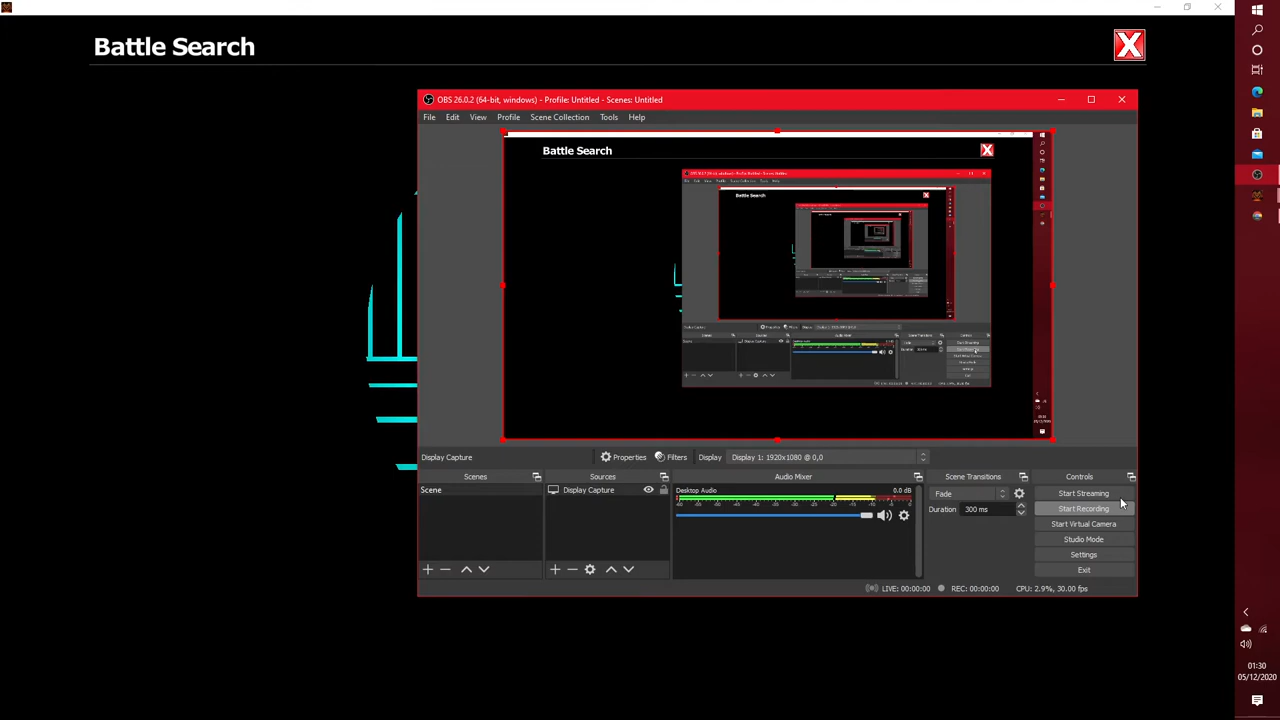 Battle Search
X
OBS 26.0.2 (64-bit, windows) - Profile: Untitled - Scenes: Untitled
File Edit View Profile Scene Collection Tools Help
Battle Search
X
Battle Search
Display Capture Properties Filters Display Display 1: 1920x1080 @ 0,0
Scenes Sources Audio Mixer Scene Transitions Controls
Scene
Display Capture
Desktop Audio 0.0 dB
Fade
Duration 300 ms
Start Streaming
Start Recording
Start Virtual Camera
Studio Mode
Settings
Exit
LIVE: 00:00:00 REC: 00:00:00 CPU: 2.9%, 30.00 fps
01:30
05/12/2020